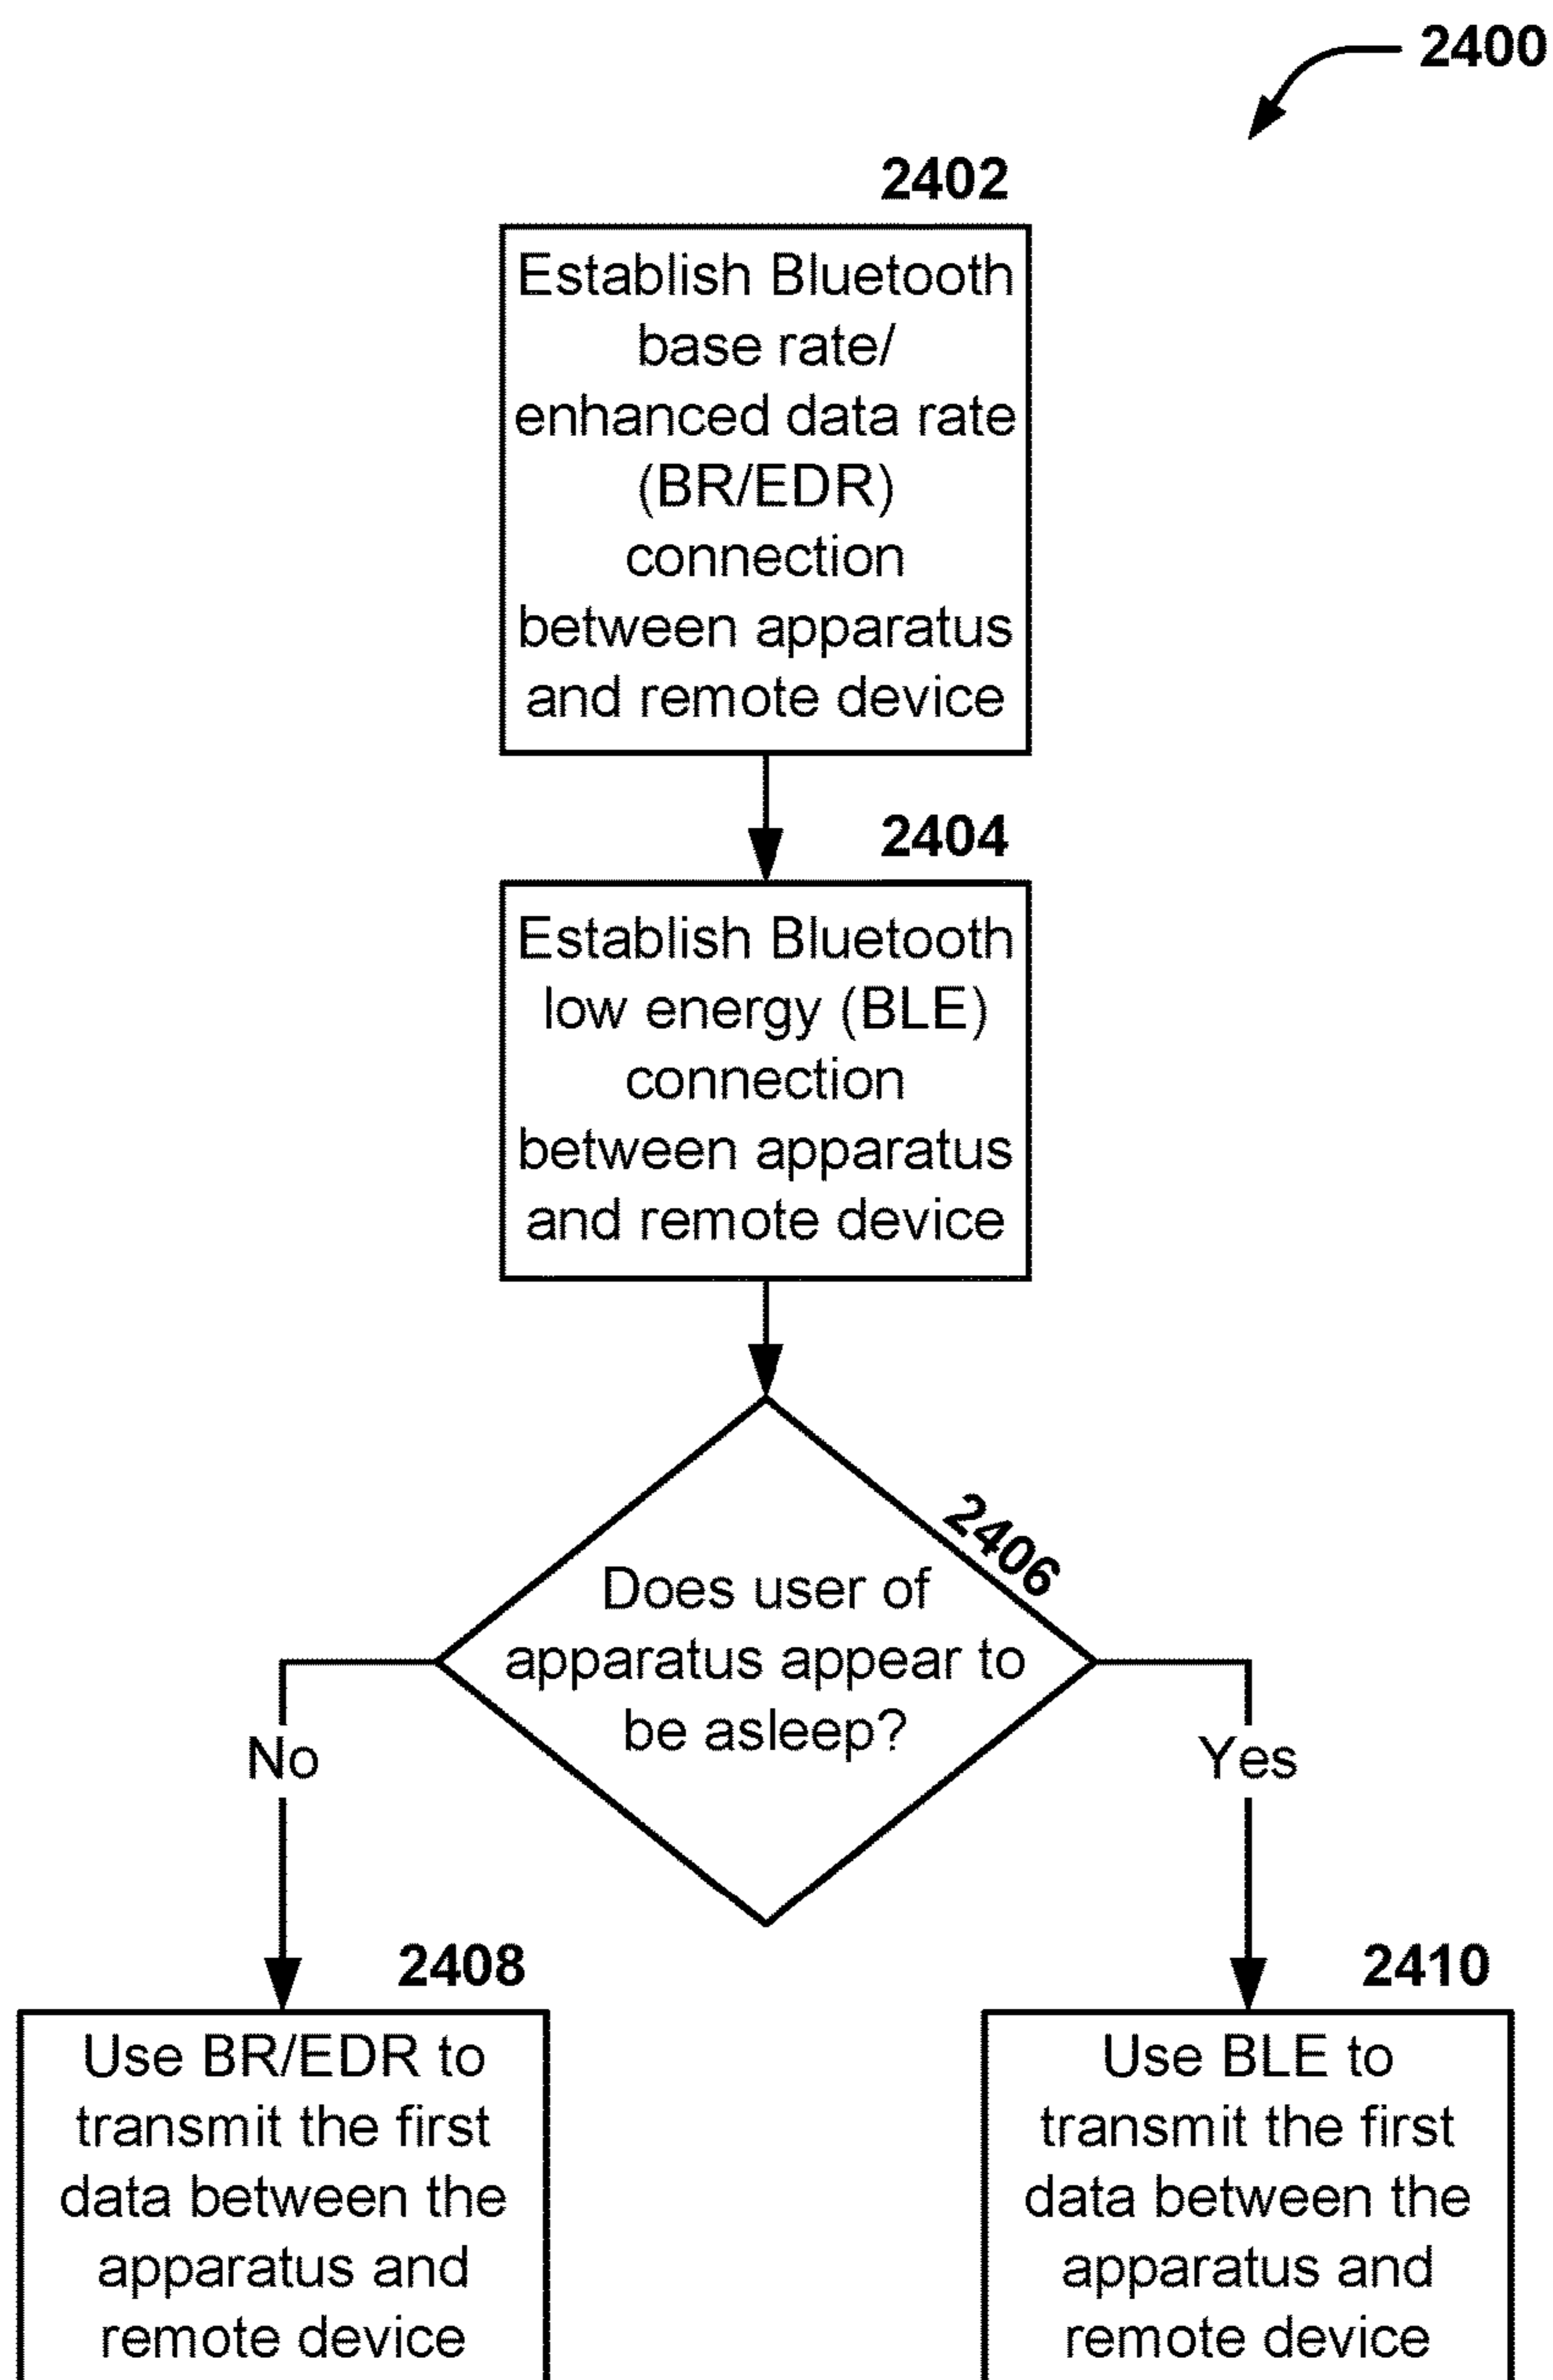 2400
2402
Establish Bluetooth
base rate/
enhanced data rate
(BR/EDR)
connection
between apparatus
and remote device
2404
Establish Bluetooth
low energy (BLE)
connection
between apparatus
and remote device
2406
Does user of
apparatus appear to
be asleep?
No
Yes
2408
Use BR/EDR to
transmit the first
data between the
apparatus and
remote device
2410
Use BLE to
transmit the first
data between the
apparatus and
remote device